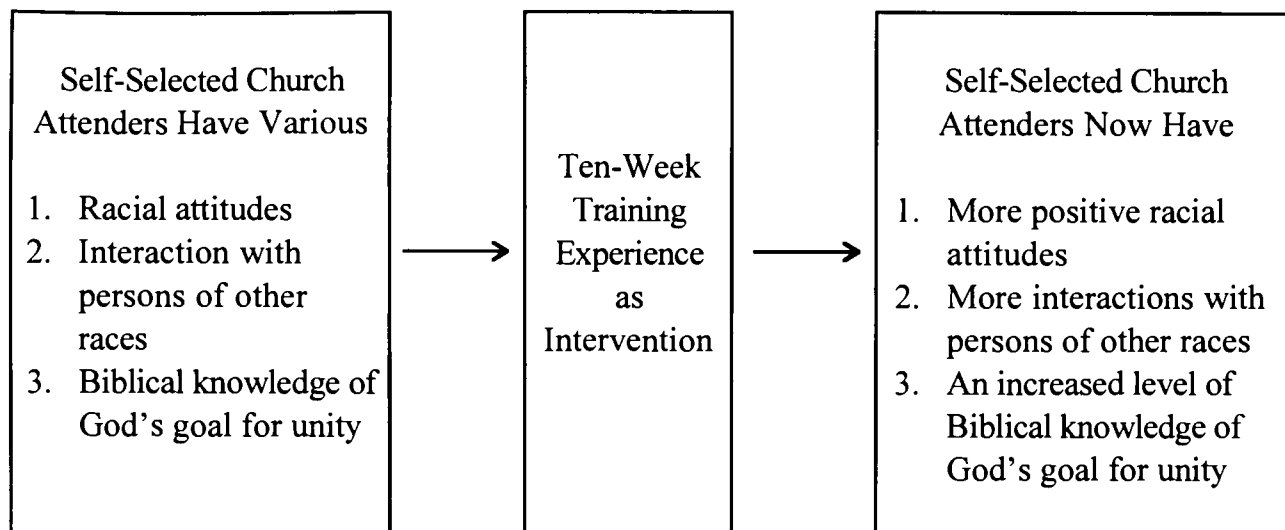 Self-Selected Church
Attenders Have Various
1. Racial attitudes
2. Interaction with
persons of other
races
3. Biblical knowledge of
God's goal for unity
Ten-Week
Training
Experience
as
Intervention
Self-Selected Church
Attenders Now Have
1. More positive racial
attitudes
2. More interactions with
persons of other races
3. An increased level of
Biblical knowledge of
God's goal for unity